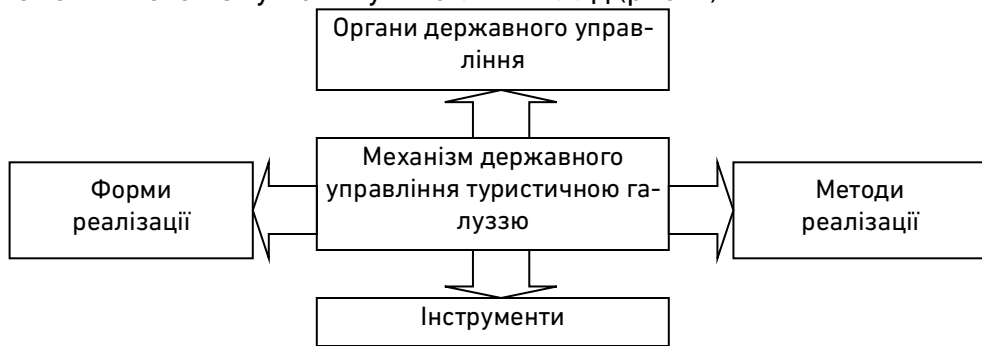 Органи державного управ-
ління
Механізм державного
управління туристичною га-
луззю
Форми
реалізації
Методи
реалізації
Інструменти